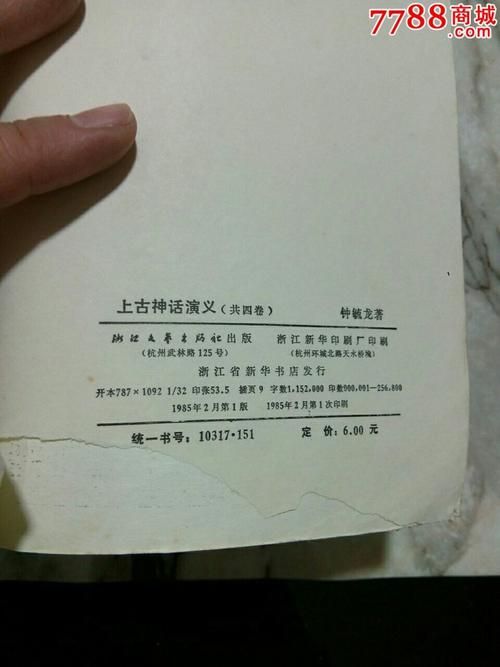 7788商城
上古神话演义(共四卷) 钟毓龙著
浙江文艺出版社出版 浙江新华印刷厂印刷
(杭州武林路125号) (杭州环城北路天水桥堍)
浙江省新华书店发行
开本787×1092 1/32 印张53.5 插页9 字数1,152,000 印数000,001-256,800
1985年2月第1版 1985年2月第1次印刷
统一书号:10317·151 定价:6.00元